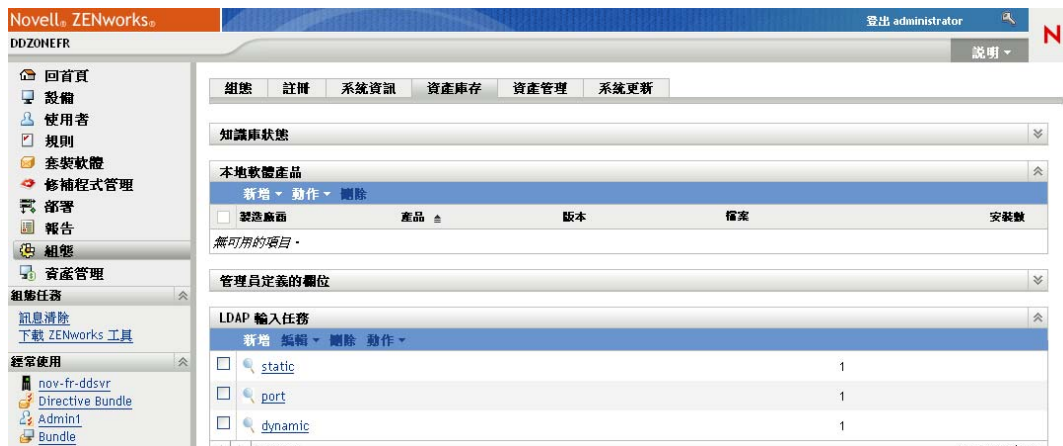 Novell® ZENworks®
登出 administrator
N
DDZONEFR
說明
回首頁
設備
使用者
規則
套裝軟體
修補程式管理
部署
報告
組態
資產管理
組態任務
訊息清除
下載 ZENworks 工具
經常使用
nov-fr-ddsvr
Directive Bundle
Admin1
Bundle
組態 註冊 系統資訊 資產庫存 資產管理 系統更新
知識庫狀態
本地軟體產品
新增 動作 刪除
製造廠商 產品 版本 檔案 安裝數
無可用的項目。
管理員定義的欄位
LDAP 輸入任務
新增 編輯 刪除 動作
static 1
port 1
dynamic 1